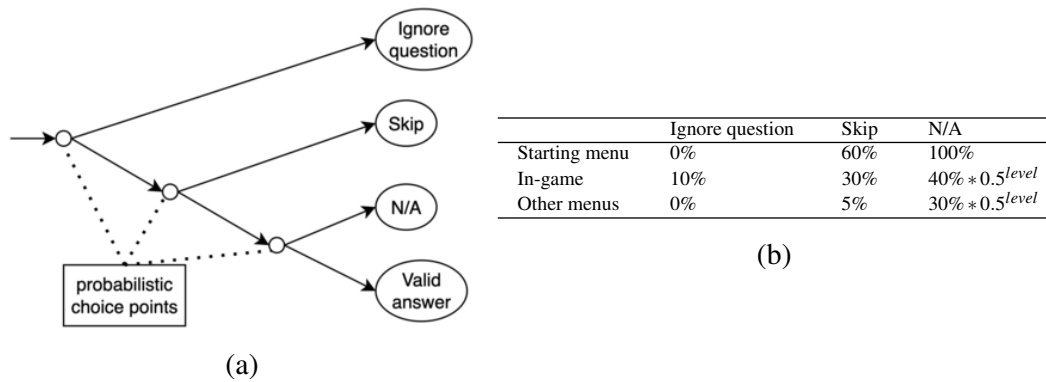 Ignore
question
Skip
N/A
Valid
answer
probabilistic
choice points
(a)
Ignore question Skip N/A
Starting menu 0% 60% 100%
In-game 10% 30% 40% ∗ 0.5^level
Other menus 0% 5% 30% ∗ 0.5^level
(b)